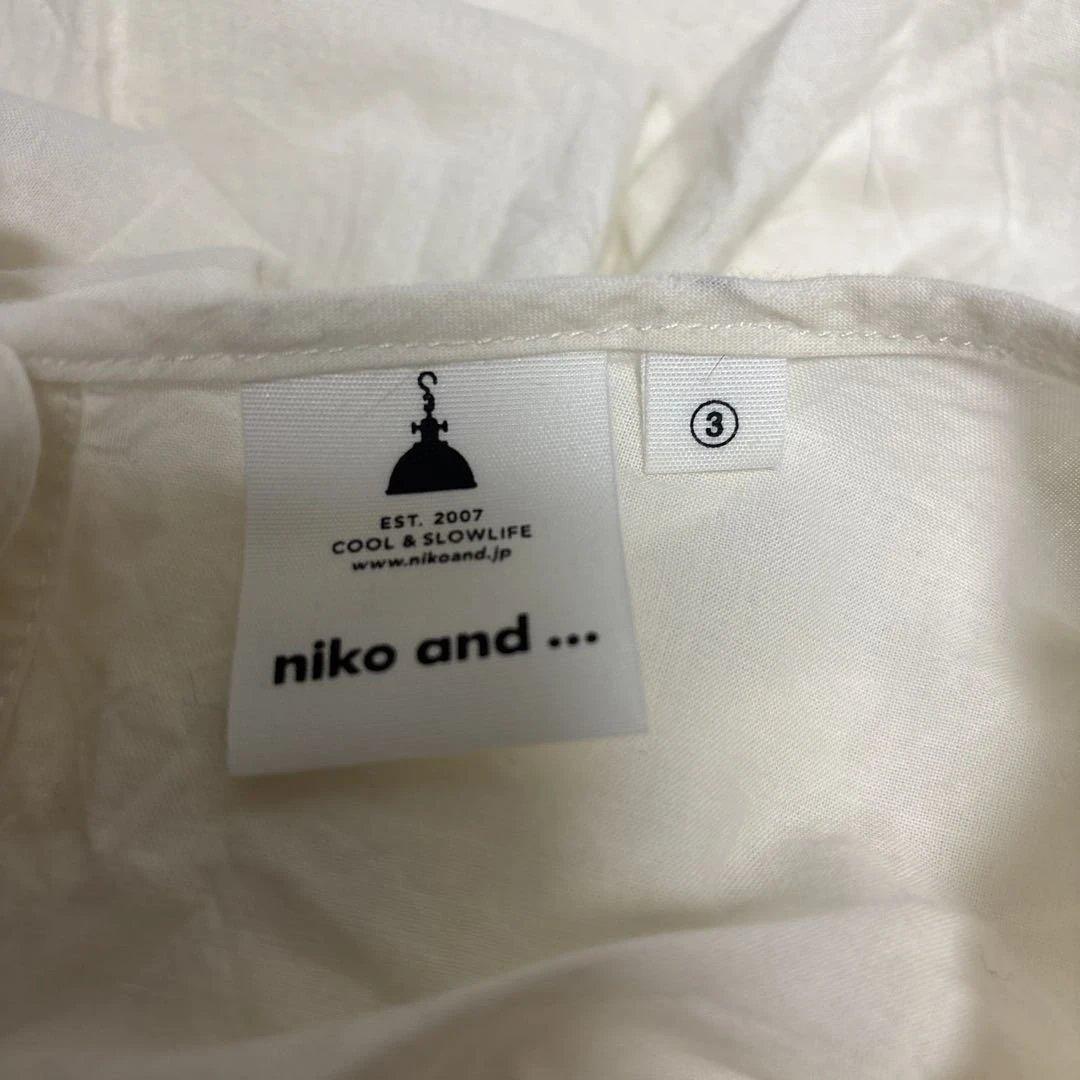 EST. 2007
COOL & SLOWLIFE
www.nikoand.jp
niko and ...
③